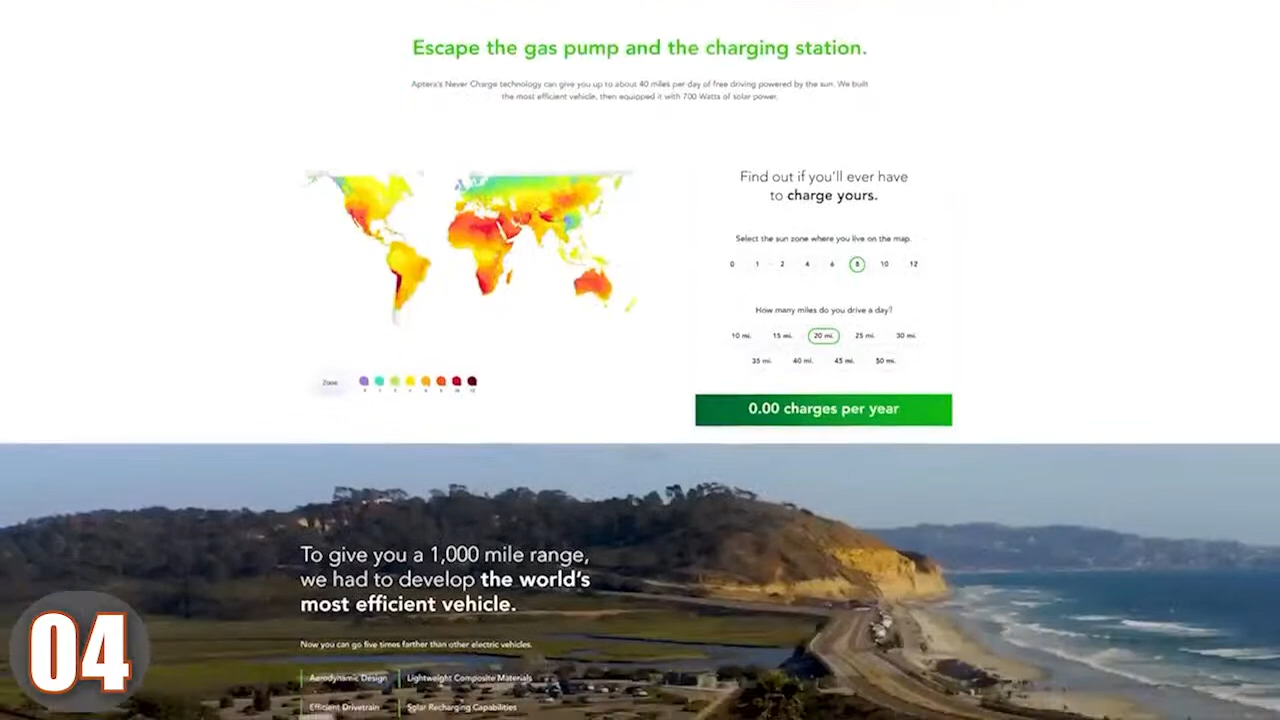 Escape the gas pump and the charging station.
Aptera's Never Charge technology can give you up to about 40 miles per day of free driving powered by the sun. We built
the most efficient vehicle, then equipped it with 700 Watts of solar power.
Find out if you'll ever have
to charge yours.
Select the sun zone where you live on the map.
0 1 2 4 6 8 10 12
How many miles do you drive a day?
10 mi. 15 mi. 20 mi. 25 mi. 30 mi.
35 mi. 40 mi. 45 mi. 50 mi.
Zone
0.00 charges per year
To give you a 1,000 mile range,
we had to develop the world's
most efficient vehicle.
Now you can go five times farther than other electric vehicles.
Aerodynamic Design Lightweight Composite Materials
Efficient Drivetrain Solar Recharging Capabilities
04